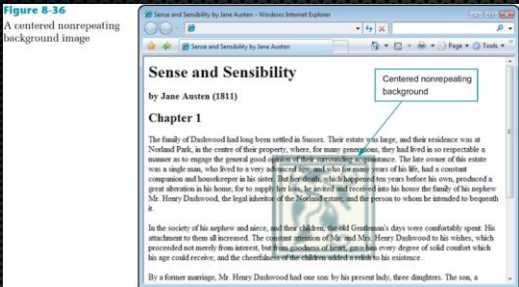 Figure 8-36
A centered nonrepeating
background image
Sense and Sensibility by Jane Austen - Windows Internet Explorer
Sense and Sensibility by Jane Austen
Page
Tools
Sense and Sensibility
Centered nonrepeating
background
by Jane Austen (1811)
Chapter 1
The family of Dashwood had long been settled in Sussex. Their estate was large, and their residence was at
Norland Park, in the centre of their property, where, for many generations, they had lived in so respectable a
manner as to engage the general good opinion of their surrounding acquaintance. The late owner of this estate
was a single man, who lived to a very advanced age, and who for many years of his life, had a constant
companion and housekeeper in his sister. But her death, which happened ten years before his own, produced a
great alteration in his home; for to supply her loss, he invited and received into his house the family of his nephew
Mr. Henry Dashwood, the legal inheritor of the Norland estate, and the person to whom he intended to bequeath
it.
In the society of his nephew and niece, and their children, the old Gentleman's days were comfortably spent. His
attachment to them all increased. The constant attention of Mr. and Mrs. Henry Dashwood to his wishes, which
proceeded not merely from interest, but from goodness of heart, gave him every degree of solid comfort which
his age could receive; and the cheerfulness of the children added a relish to his existence.
By a former marriage, Mr. Henry Dashwood had one son: by his present lady, three daughters. The son, a